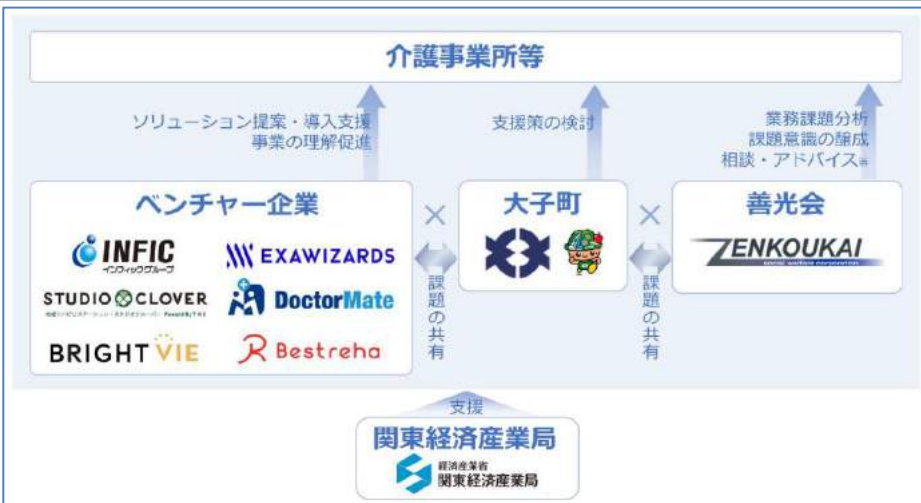 介護事業所等
ソリューション提案・導入支援
事業の理解促進
支援策の検討
業務課題分析
課題意識の醸成
相談・アドバイス
ベンチャー企業
×
大子町
×
善光会
INFIC
インフィックグループ
EXAWIZARDS
STUDIO CLOVER
DoctorMate
BRIGHT VIE
Bestreha
課題の共有
課題の共有
ZENKOUKAI
social welfare corporation
支援
関東経済産業局
経済産業省
関東経済産業局